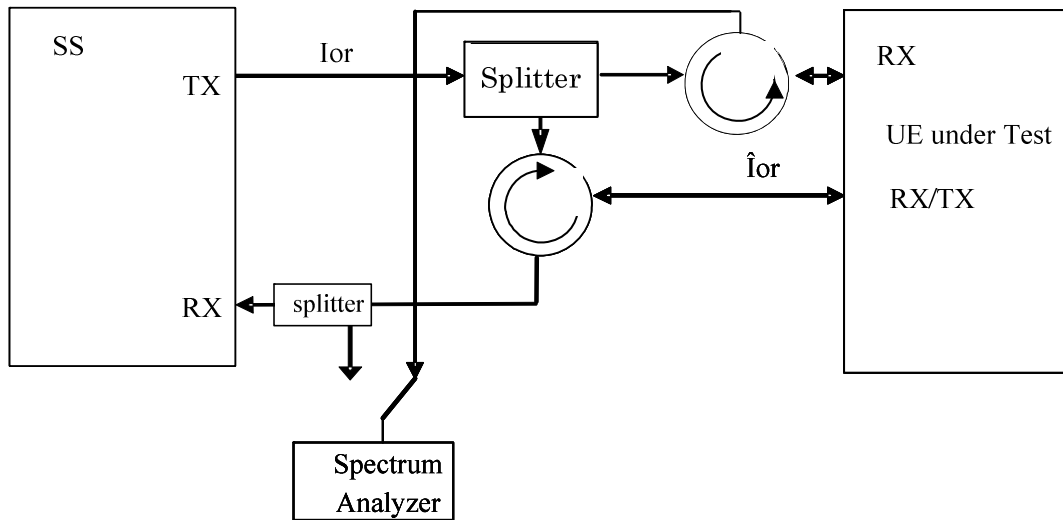 SS
TX
Ior
Splitter
RX
UE under Test
Îor
RX/TX
RX
splitter
Spectrum
Analyzer